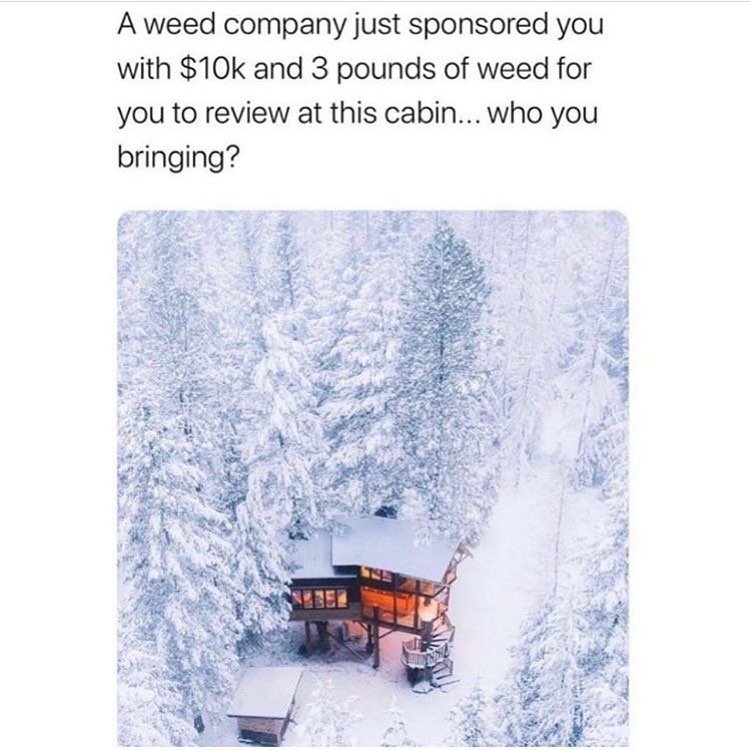 A weed company just sponsored you
with $10k and 3 pounds of weed for
you to review at this cabin... who you
bringing?